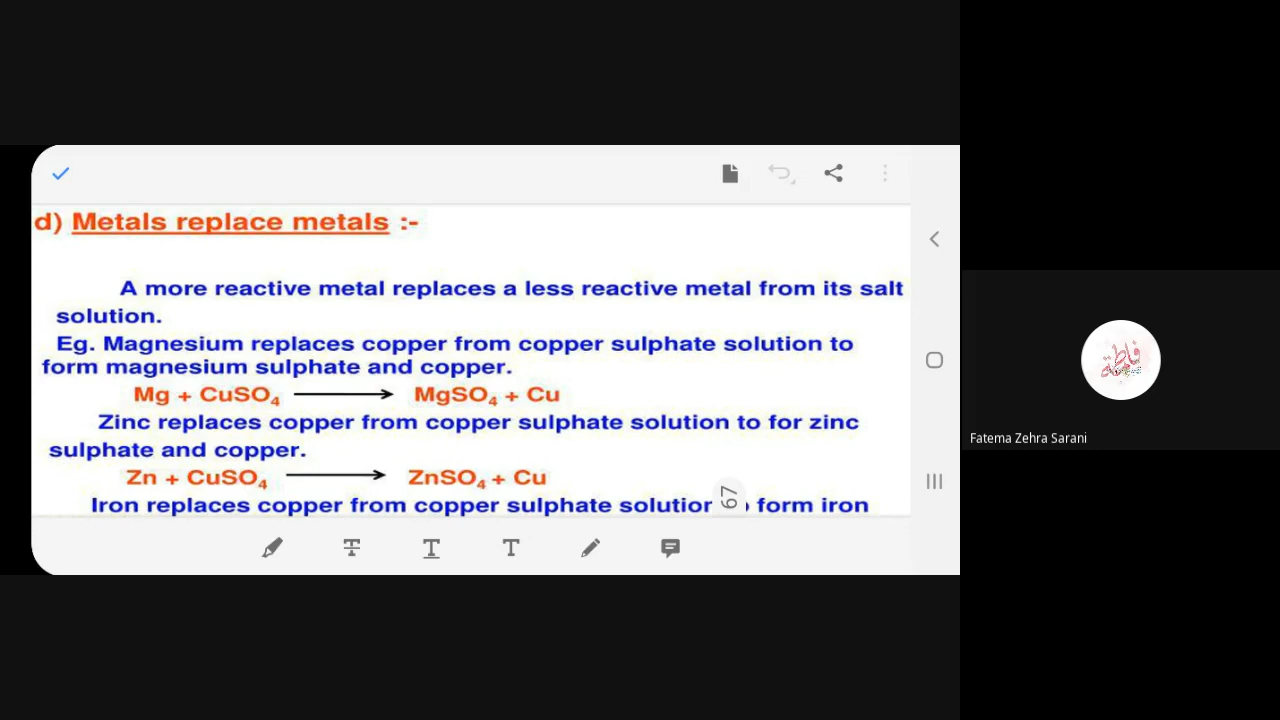 d) Metals replace metals :-
A more reactive metal replaces a less reactive metal from its salt
solution.
Eg. Magnesium replaces copper from copper sulphate solution to
form magnesium sulphate and copper.
Mg + CuSO₄ ⟶ MgSO₄ + Cu
Zinc replaces copper from copper sulphate solution to for zinc
sulphate and copper.
Zn + CuSO₄ ⟶ ZnSO₄ + Cu
Iron replaces copper from copper sulphate form iron
67
Fatema Zehra Sarani
فاطمة